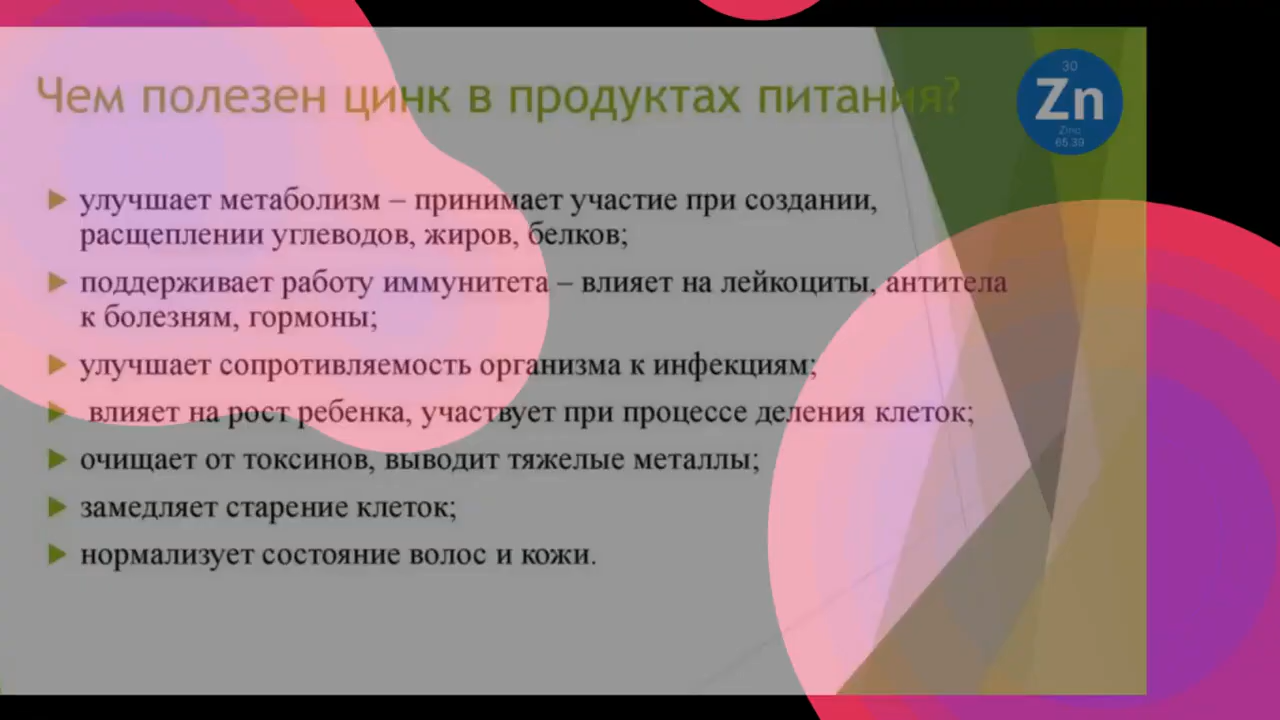 Чем полезен цинк в продуктах питания?
30
Zn
Zinc
65.39
улучшает метаболизм – принимает участие при создании,
расщеплении углеводов, жиров, белков;
поддерживает работу иммунитета – влияет на лейкоциты, антитела
к болезням, гормоны;
улучшает сопротивляемость организма к инфекциям;
влияет на рост ребенка, участвует при процессе деления клеток;
очищает от токсинов, выводит тяжелые металлы;
замедляет старение клеток;
нормализует состояние волос и кожи.